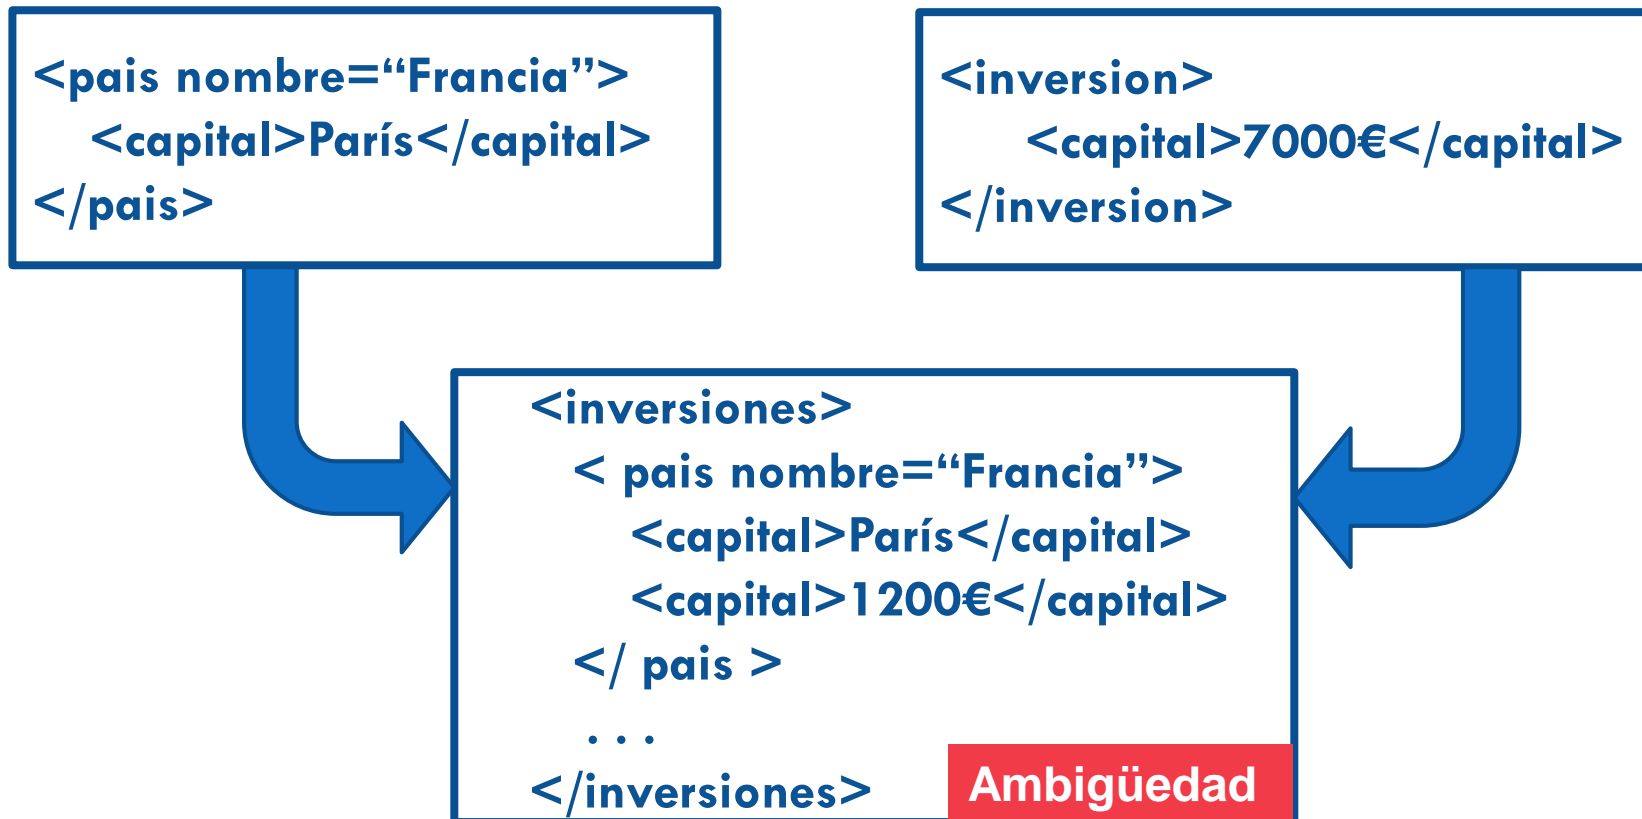 <pais nombre=“Francia”>
<capital>París</capital>
</pais>
<inversion>
<capital>7000€</capital>
</inversion>
<inversiones>
< pais nombre=“Francia”>
<capital>París</capital>
<capital>1200€</capital>
</ pais >
. . .
</inversiones>
Ambigüedad